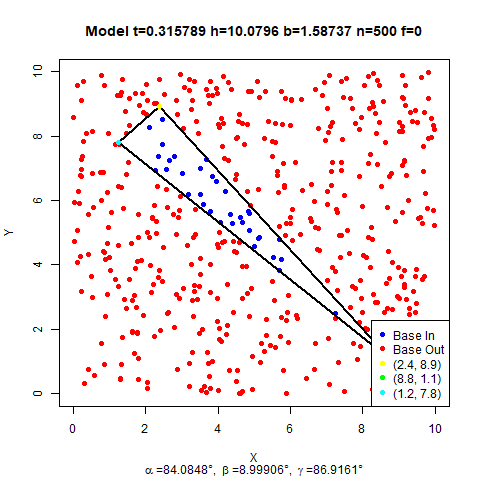 Model t=0.315789 h=10.0796 b=1.58737 n=500 f=0
10
8
6
4
2
0
Y
Base In
Base Out
(2.4, 8.9)
(8.8, 1.1)
(1.2, 7.8)
0 2 4 6 8 10
X
α=84.0848°, β=8.99906°, γ=86.9161°